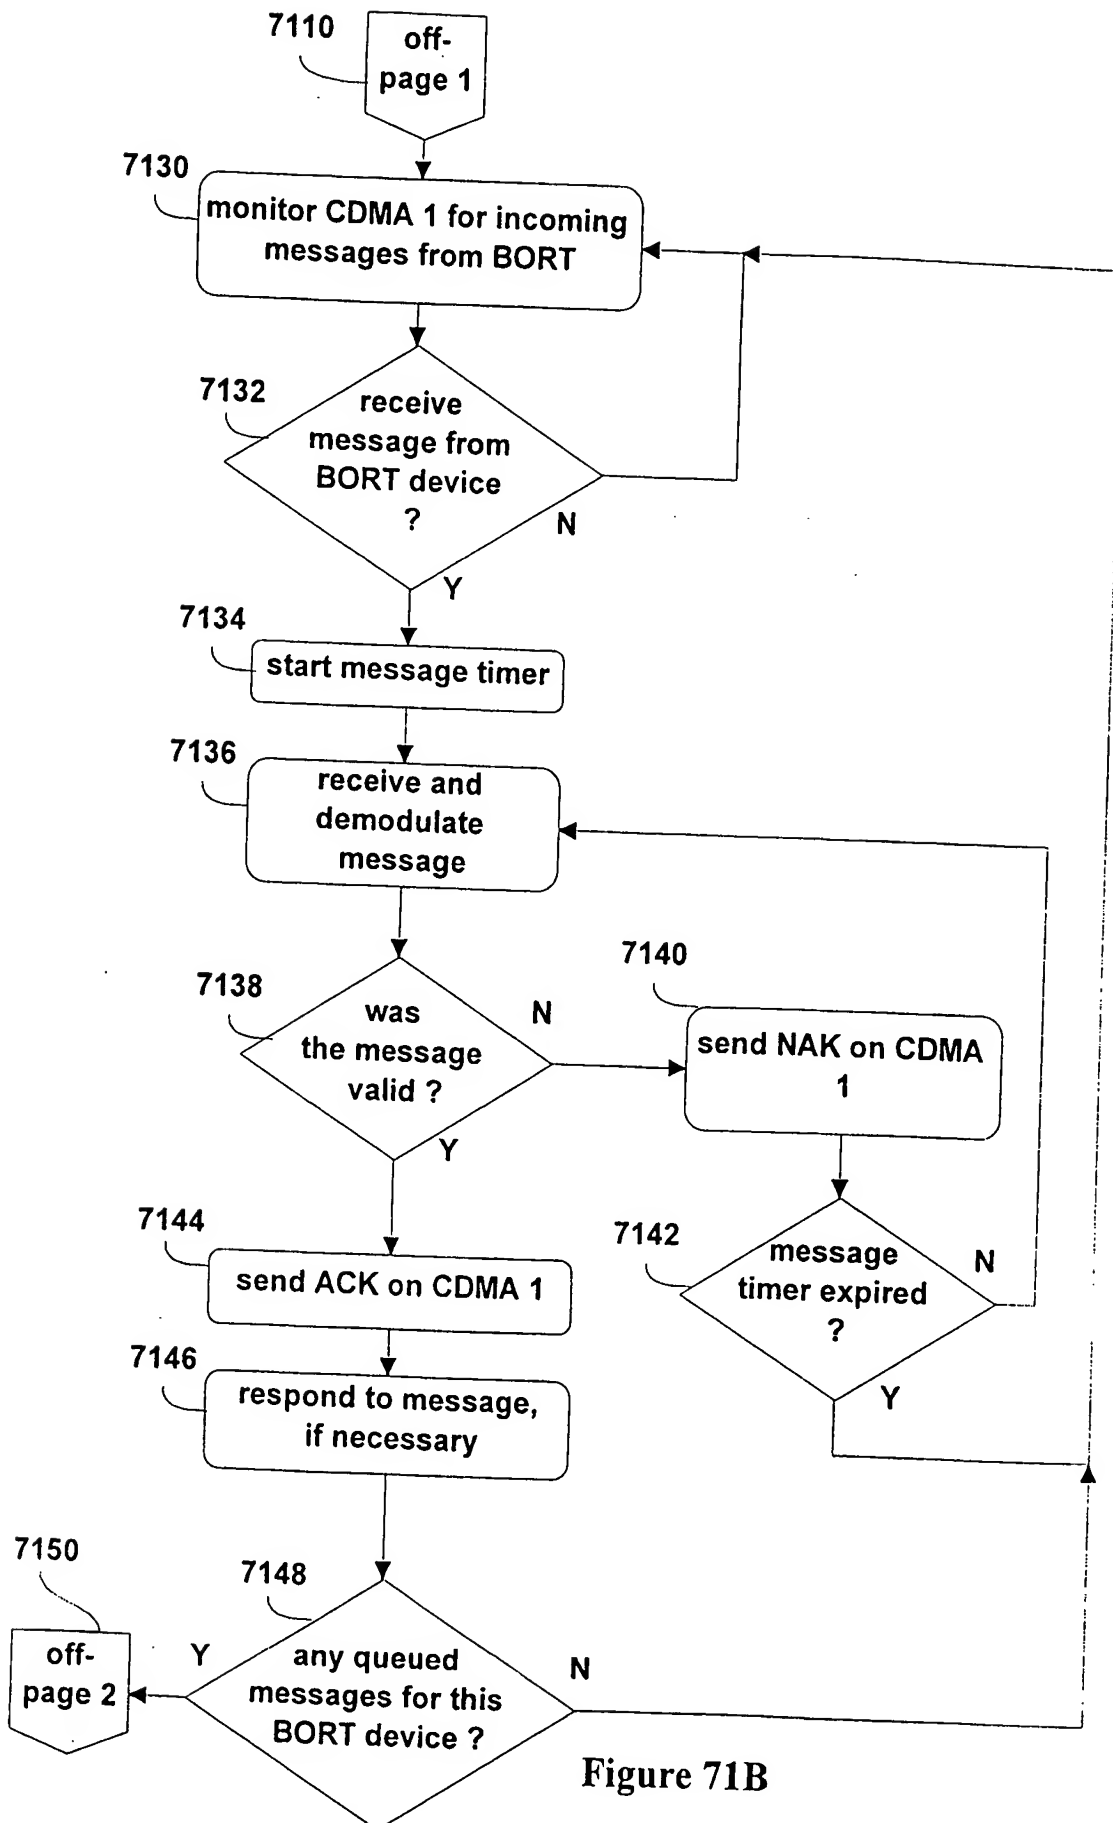 7110
off-
page 1
7130
monitor CDMA 1 for incoming
messages from BORT
7132
receive
message from
BORT device
?
N
Y
7134
start message timer
7136
receive and
demodulate
message
7138
was
the message
valid ?
N
Y
7140
send NAK on CDMA
1
7142
message
timer expired
?
N
Y
7144
send ACK on CDMA 1
7146
respond to message,
if necessary
7148
any queued
messages for this
BORT device ?
Y
N
7150
off-
page 2
Figure 71B